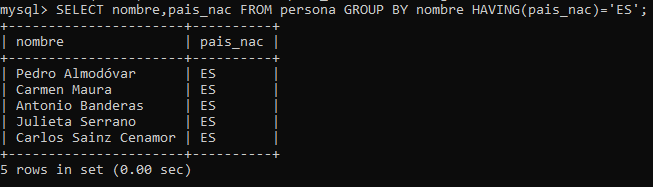 mysql> SELECT nombre,pais_nac FROM persona GROUP BY nombre HAVING(pais_nac)='ES';
+----------------------+----------+
| nombre               | pais_nac |
+----------------------+----------+
| Pedro Almodóvar      | ES       |
| Carmen Maura         | ES       |
| Antonio Banderas     | ES       |
| Julieta Serrano      | ES       |
| Carlos Sainz Cenamor | ES       |
+----------------------+----------+
5 rows in set (0.00 sec)